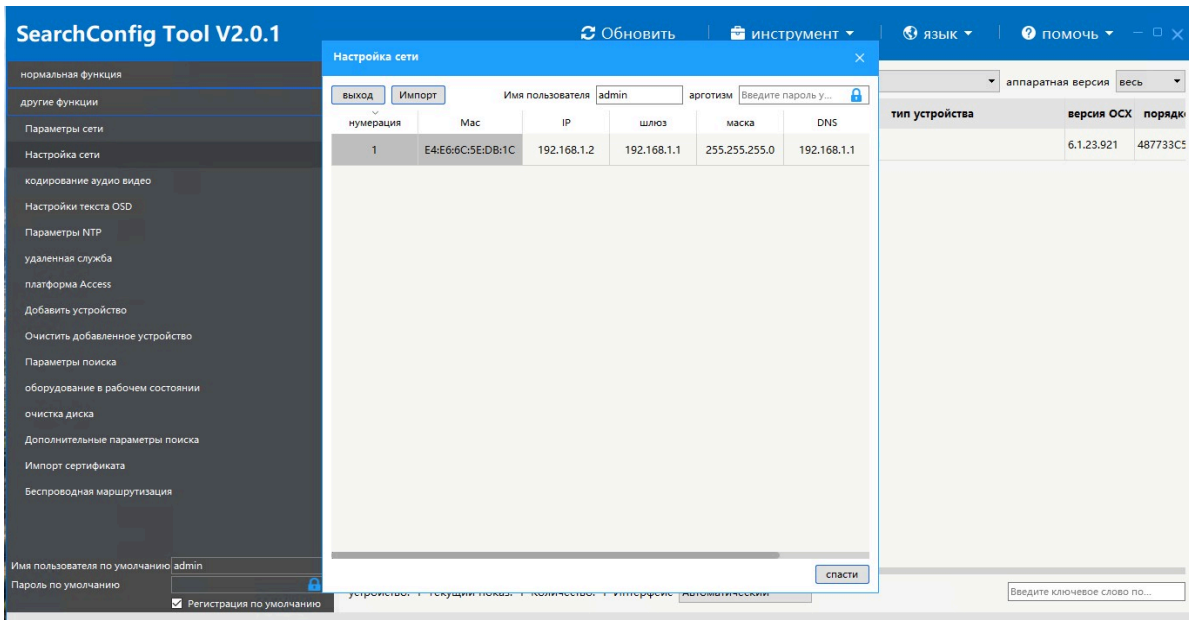 SearchConfig Tool V2.0.1
Обновить инструмент язык помочь
Настройка сети
нормальная функция
другие функции
Параметры сети
Настройка сети
кодирование аудио видео
Настройки текста OSD
Параметры NTP
удаленная служба
платформа Access
Добавить устройство
Очистить добавленное устройство
Параметры поиска
оборудование в рабочем состоянии
очистка диска
Дополнительные параметры поиска
Импорт сертификата
Беспроводная маршрутизация
Имя пользователя по умолчанию admin
Пароль по умолчанию
Регистрация по умолчанию
выход Импорт Имя пользователя admin арготизм Введите пароль у...
нумерация Mac IP шлюз маска DNS
1 E4:E6:6C:5E:DB:1C 192.168.1.2 192.168.1.1 255.255.255.0 192.168.1.1
спасти
аппаратная версия весь
тип устройства версия OCX
6.1.23.921 487733C5
Введите ключевое слово по...